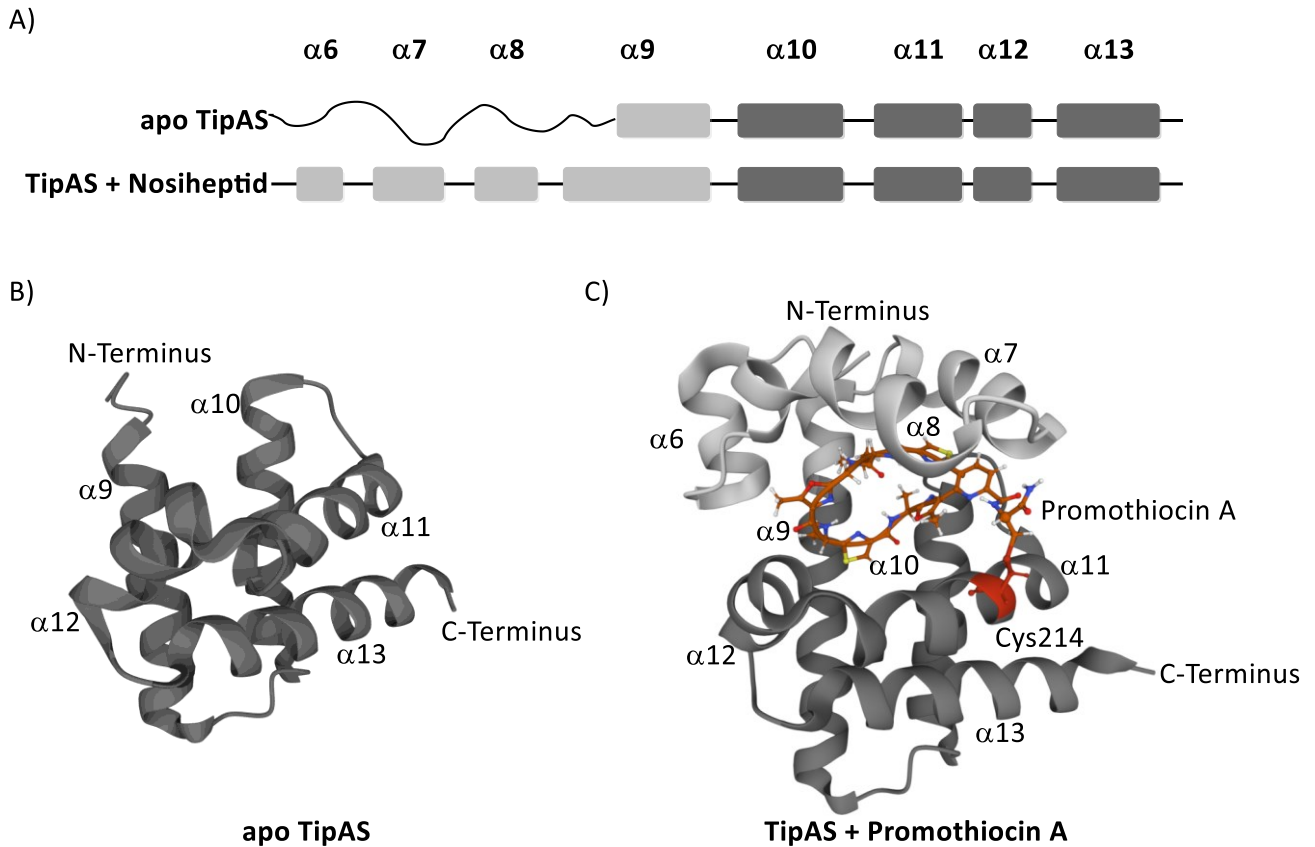 A)
α6 α7 α8 α9 α10 α11 α12 α13
apo TipAS
TipAS + Nosiheptid
B)
N-Terminus
α10
α9
α11
α12
C-Terminus
α13
apo TipAS
C)
N-Terminus
α7
α8
α6
Promothiocin A
α9
α10
α11
Cys214
α12
C-Terminus
α13
TipAS + Promothiocin A